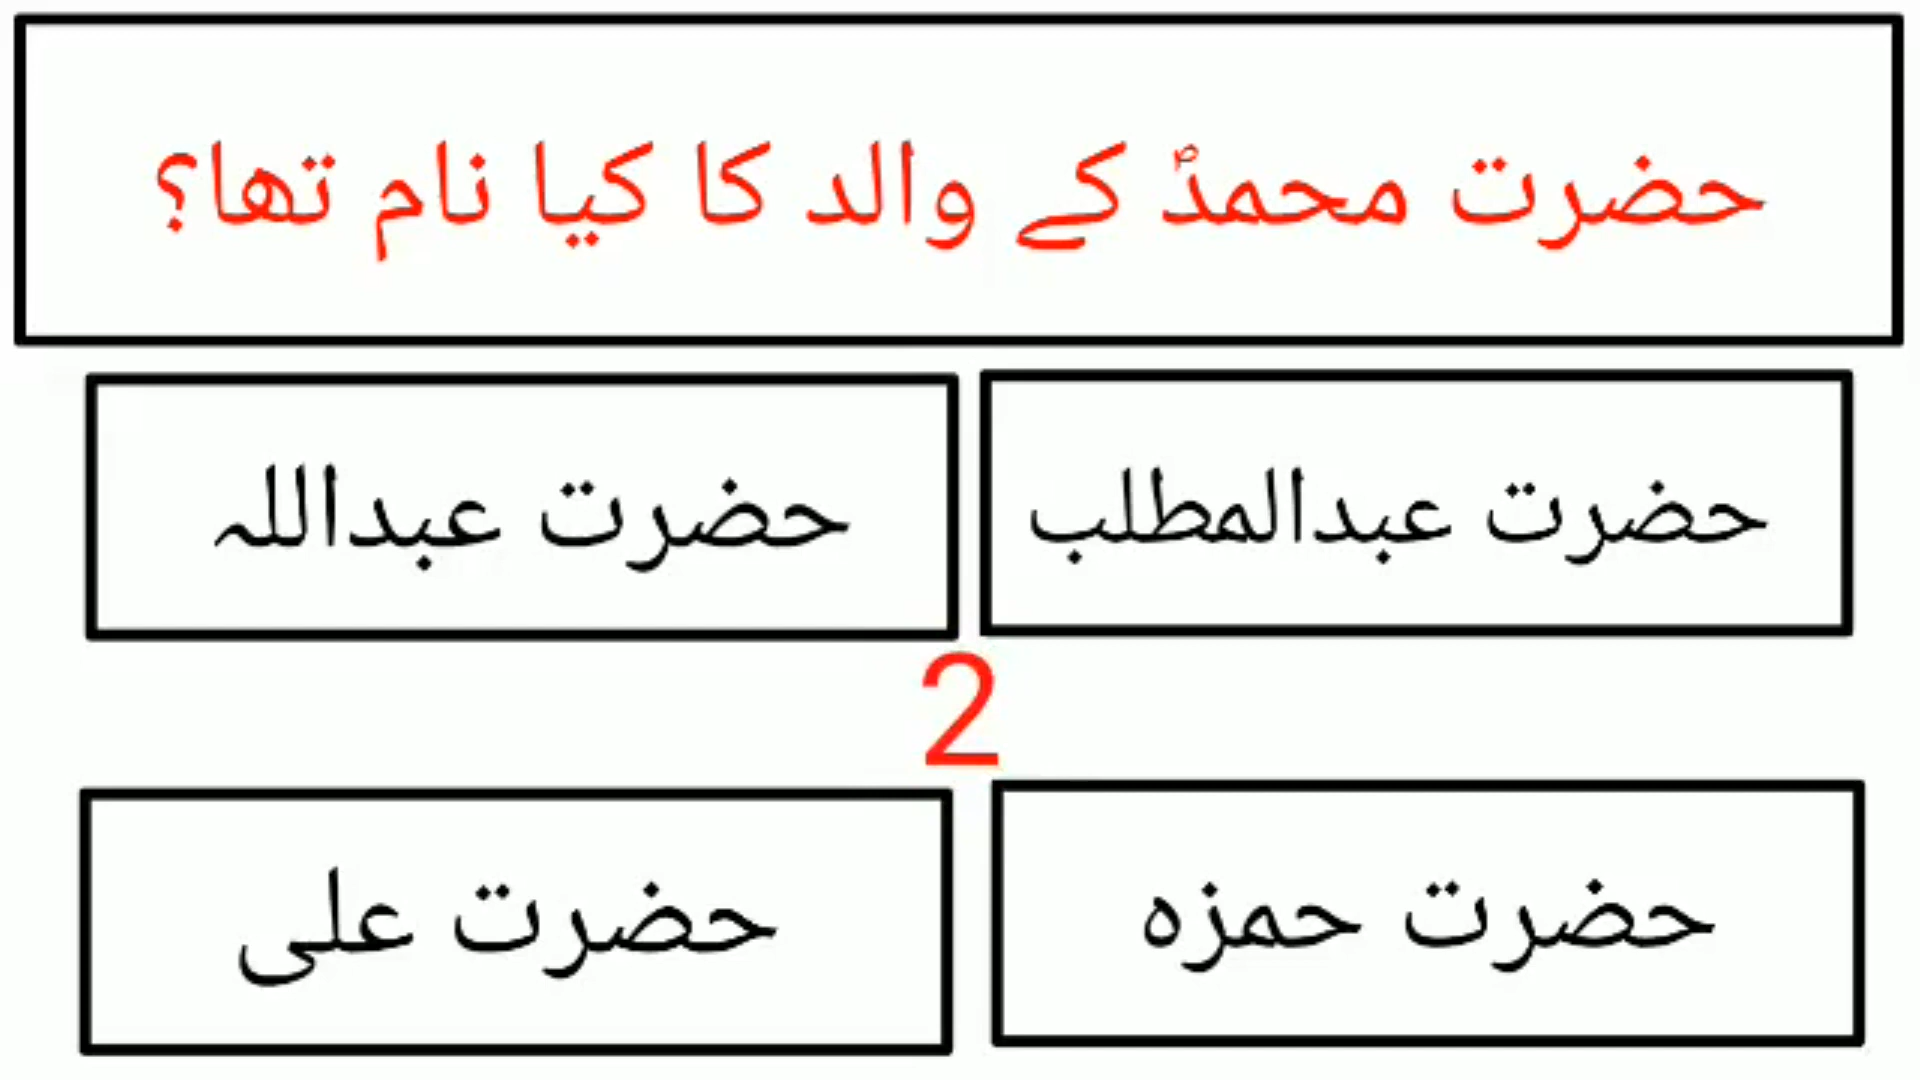 حضرت محمدؐ کے والد کا کیا نام تھا؟
حضرت عبدالمطلب
حضرت عبداللہ
2
حضرت حمزہ
حضرت علی